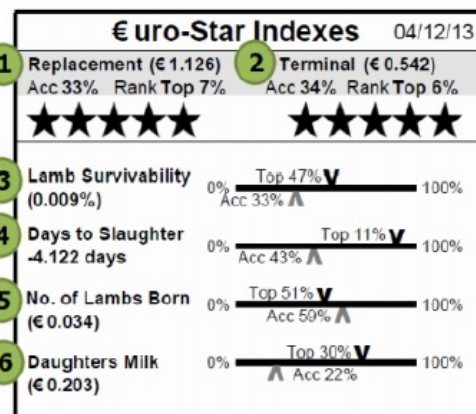 €uro-Star Indexes 04/12/13
1 Replacement (€1.126) 2 Terminal (€0.542)
Acc 33% Rank Top 7% Acc 34% Rank Top 6%
3 Lamb Survivability 0% Top 47% 100%
(0.009%) Acc 33%
4 Days to Slaughter 0% Top 11% 100%
-4.122 days Acc 43%
5 No. of Lambs Born 0% Top 51% 100%
(€0.034) Acc 59%
6 Daughters Milk 0% Top 30% 100%
(€0.203) Acc 22%